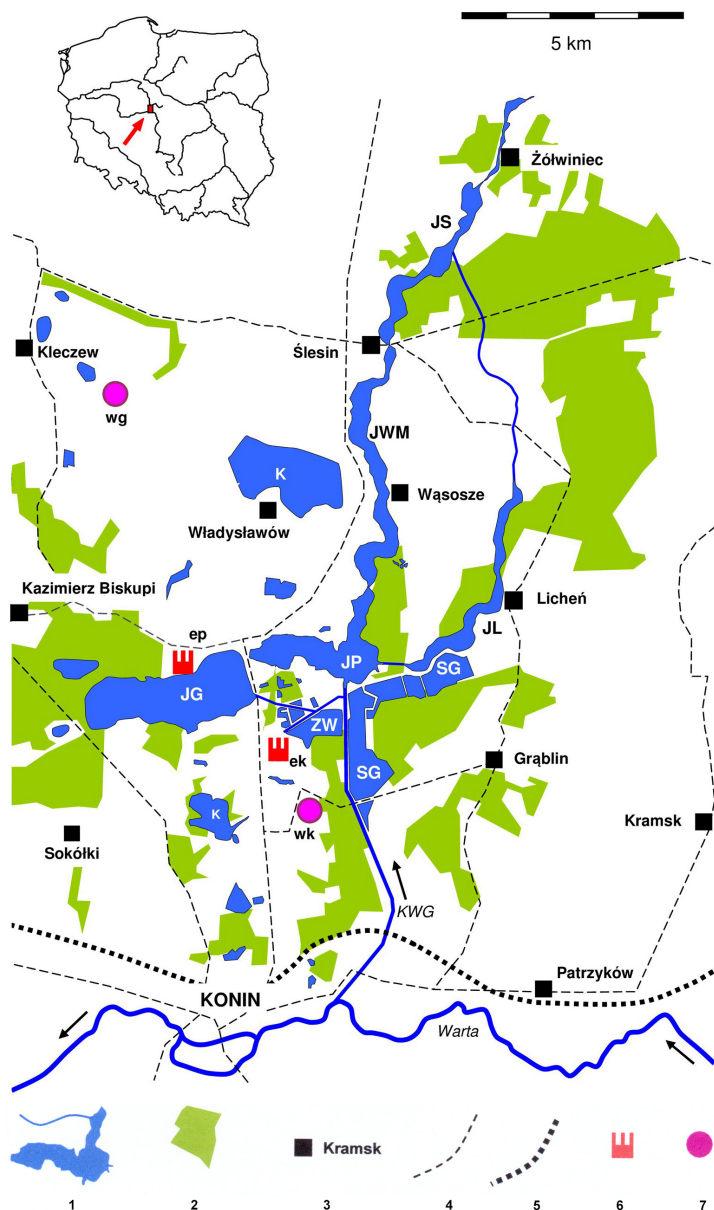 5 km
Żółwiniec
JS
Ślesin
Kleczew
wg
JWM
K
Wąsosze
Władysławów
Kazimierz Biskupi
Licheń
ep
JL
JP
SG
JG
ZW
ek
Grąblin
SG
K
wk
Kramsk
Sokółki
KWG
Patrzyków
KONIN
Warta
Kramsk
1 2 3 4 5 6 7